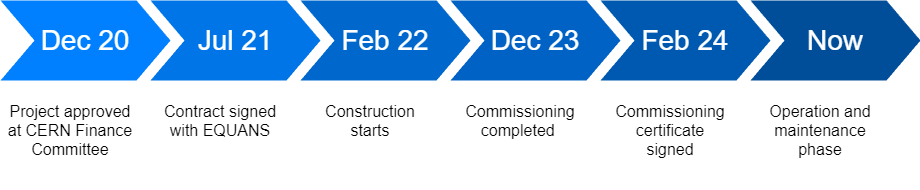 Dec 20
Jul 21
Feb 22
Dec 23
Feb 24
Now
Project approved
at CERN Finance
Committee
Contract signed
with EQUANS
Construction
starts
Commissioning
completed
Commissioning
certificate
signed
Operation and
maintenance
phase